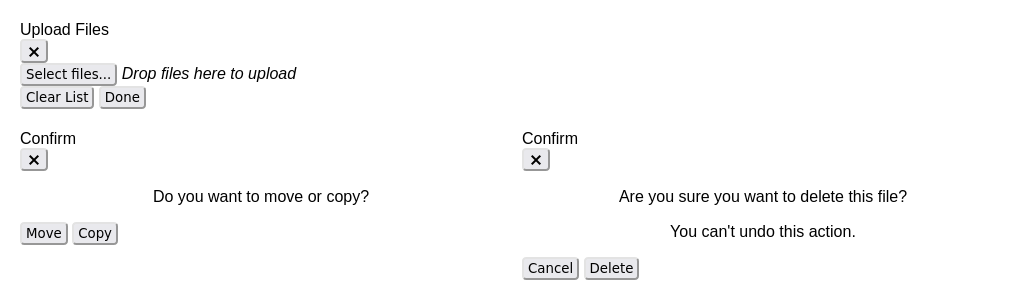 Upload Files
×
Select files... Drop files here to upload
Clear List Done
Confirm
×
Do you want to move or copy?
Move Copy
Confirm
×
Are you sure you want to delete this file?
You can't undo this action.
Cancel Delete